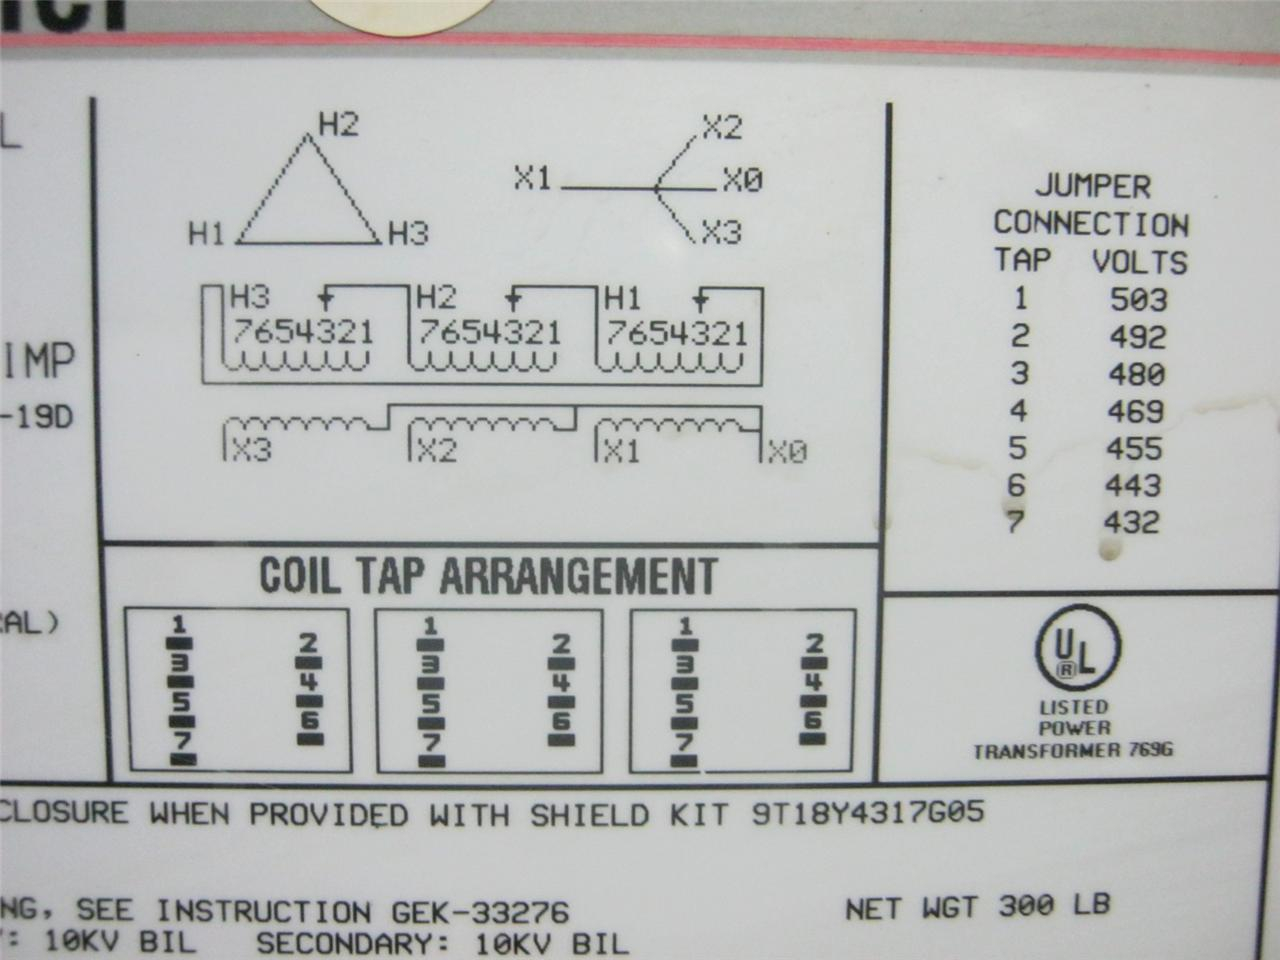 H2
H1 H3
X2
X1 X0
X3
H3 H2 H1
7654321 7654321 7654321
X3 X2 X1 X0
JUMPER
CONNECTION
TAP VOLTS
1 503
2 492
3 480
4 469
5 455
6 443
7 432
IMP
-19D
COIL TAP ARRANGEMENT
1 1 1
2 2 2
3 3 3
4 4 4
5 5 5
6 6 6
7 7 7
UL
®
LISTED
POWER
TRANSFORMER 769G
CLOSURE WHEN PROVIDED WITH SHIELD KIT 9T18Y4317G05
NG, SEE INSTRUCTION GEK-33276 NET WGT 300 LB
: 10KV BIL SECONDARY: 10KV BIL